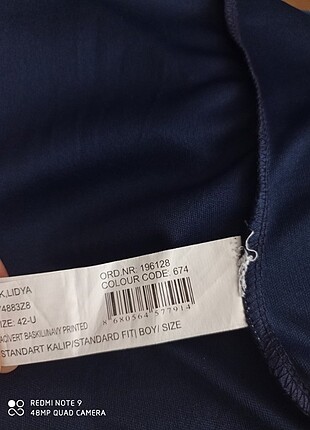 K.LIDYA
ORD.NR: 196128
4883Z8
COLOUR CODE: 674
SIZE: 42-U
8 680564 577914
BASKILI/NAVY PRINTED
STANDART KALIP/STANDARD FIT| BOY/ SIZE
REDMI NOTE 9
48MP QUAD CAMERA